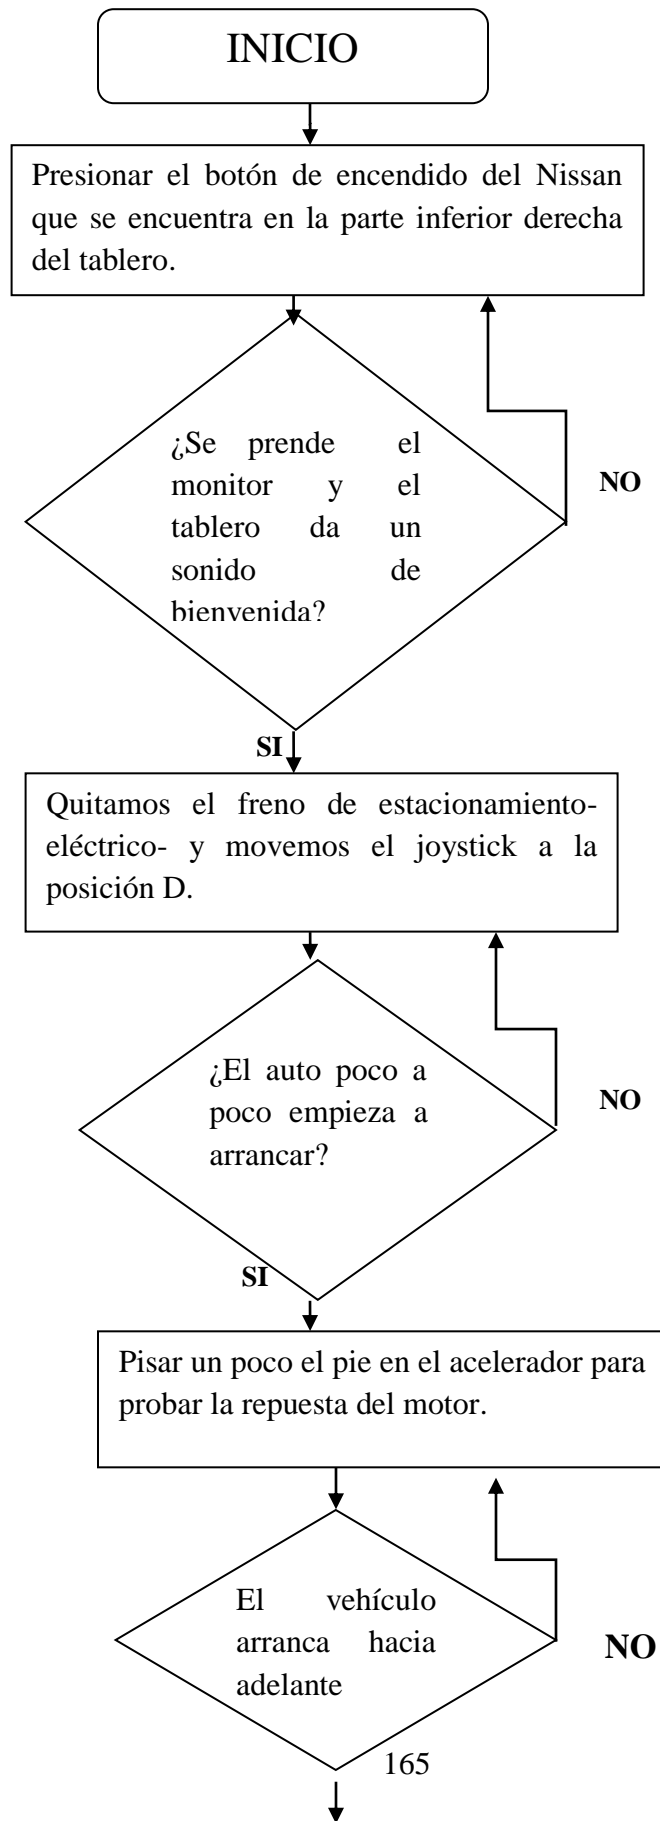 INICIO
Presionar el botón de encendido del Nissan
que se encuentra en la parte inferior derecha
del tablero.
¿Se prende el
monitor y el
tablero da un
sonido de
bienvenida?
NO
SI
Quitamos el freno de estacionamiento-
eléctrico- y movemos el joystick a la
posición D.
¿El auto poco a
poco empieza a
arrancar?
NO
SI
Pisar un poco el pie en el acelerador para
probar la repuesta del motor.
El vehículo
arranca hacia
adelante
NO
165